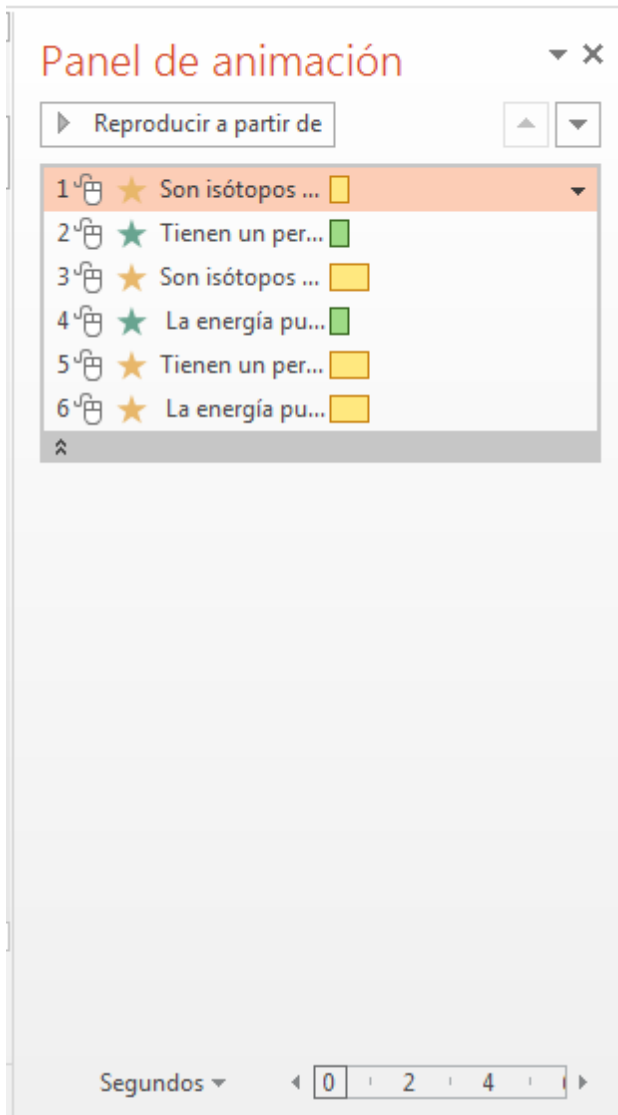 Panel de animación
Reproducir a partir de
1 Son isótopos ...
2 Tienen un per...
3 Son isótopos ...
4 La energía pu...
5 Tienen un per...
6 La energía pu...
Segundos 0 2 4